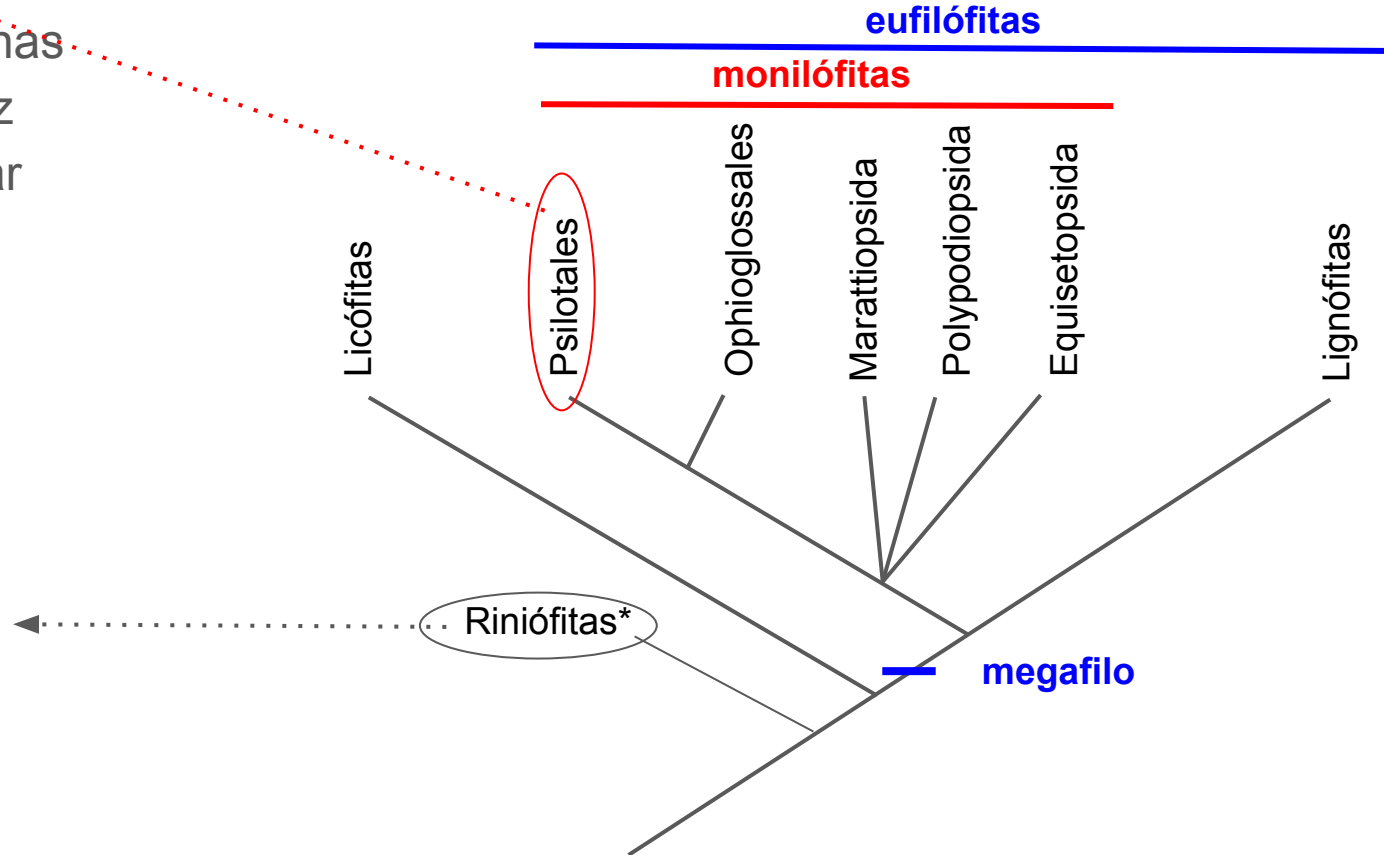 eufilófitas
monilófitas
Licófitas
Psilotales
Ophioglossales
Marattiopsida
Polypodiopsida
Equisetopsida
Lignófitas
Riniófitas*
megafilo